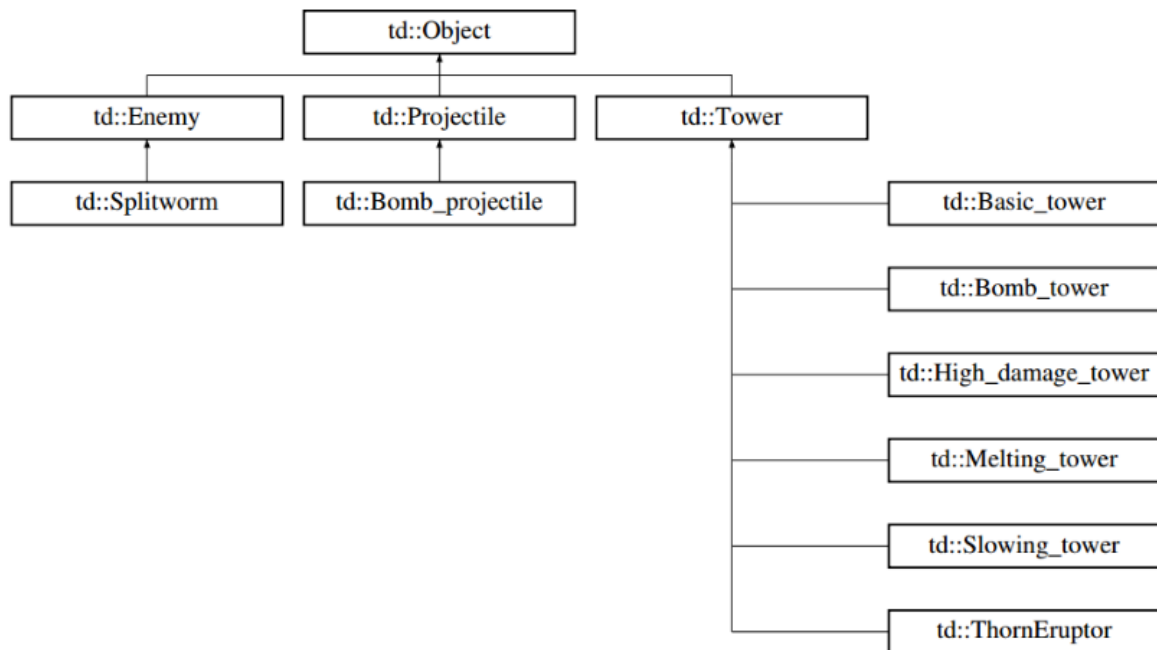 td::Object
td::Enemy
td::Projectile
td::Tower
td::Splitworm
td::Bomb_projectile
td::Basic_tower
td::Bomb_tower
td::High_damage_tower
td::Melting_tower
td::Slowing_tower
td::ThornEruptor